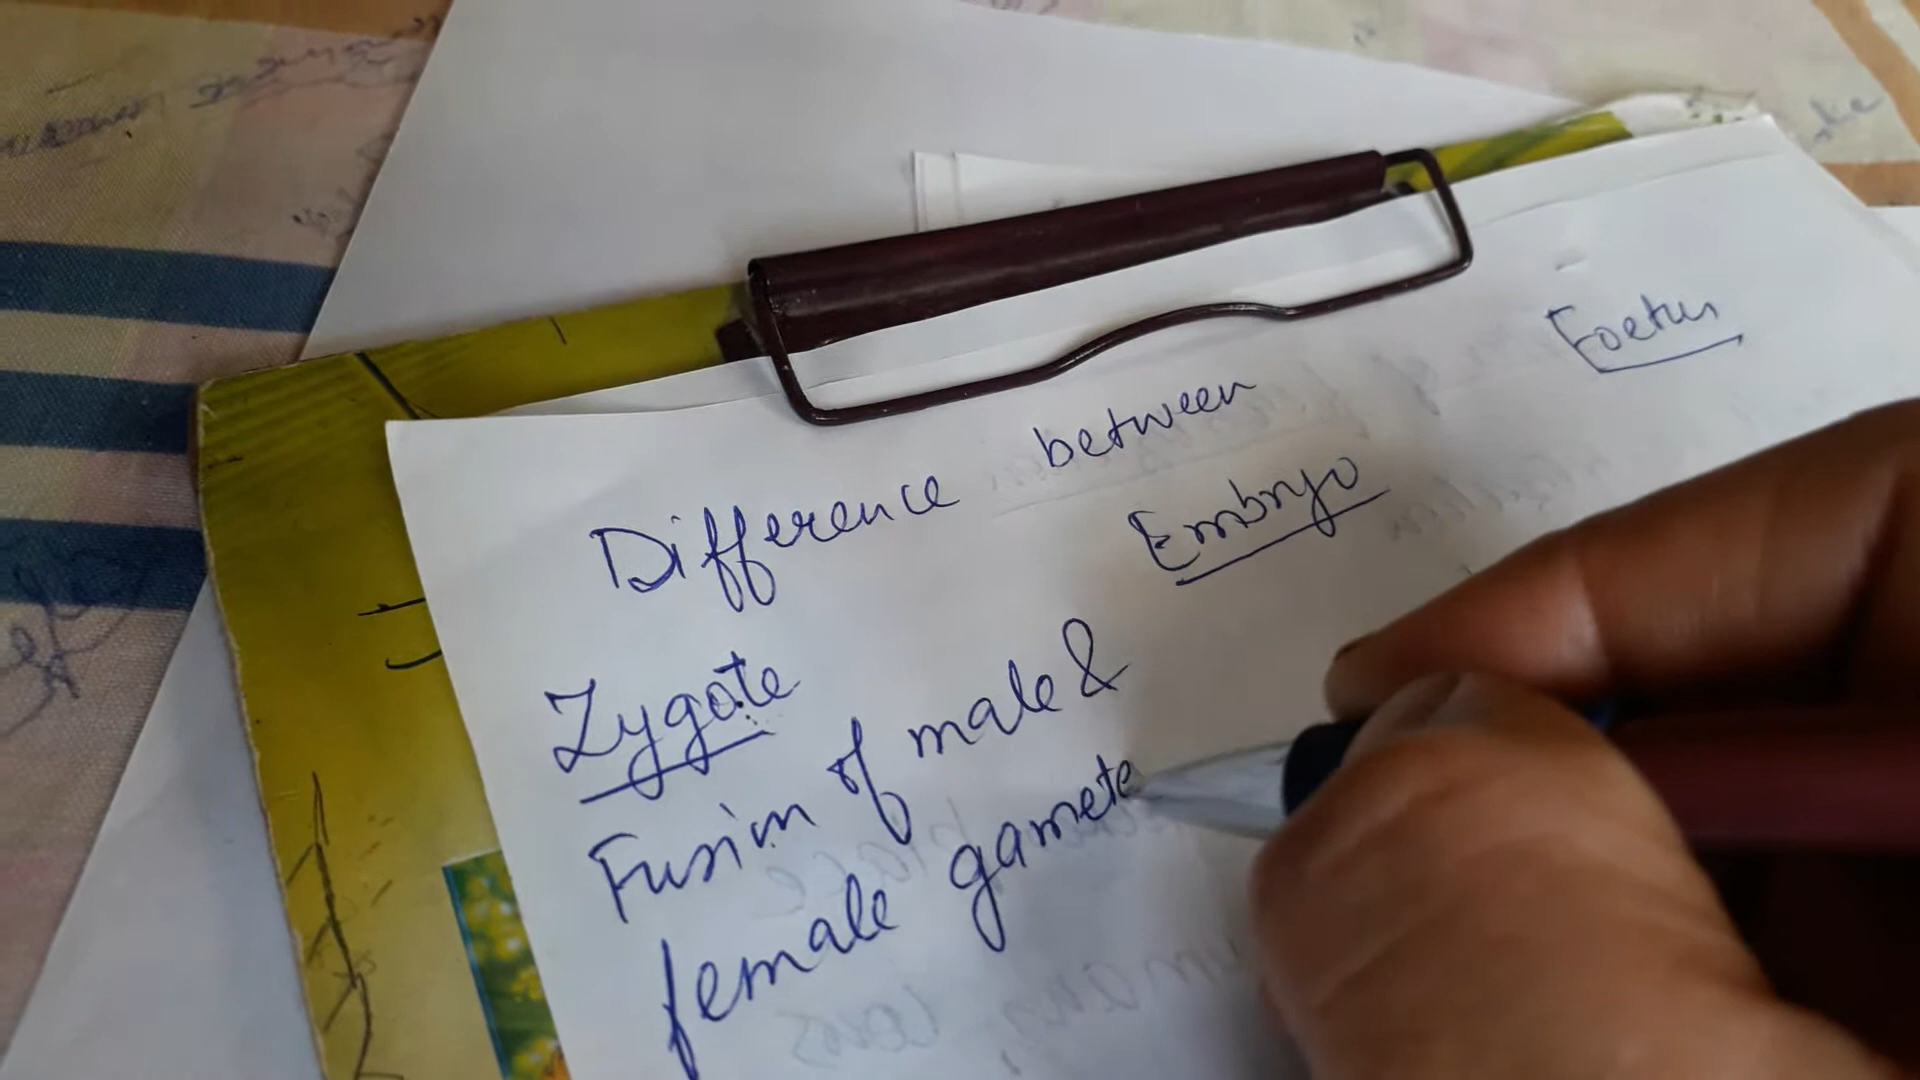 Difference between
Zygote Embryo Foetus
Fusion of male &
female gamete